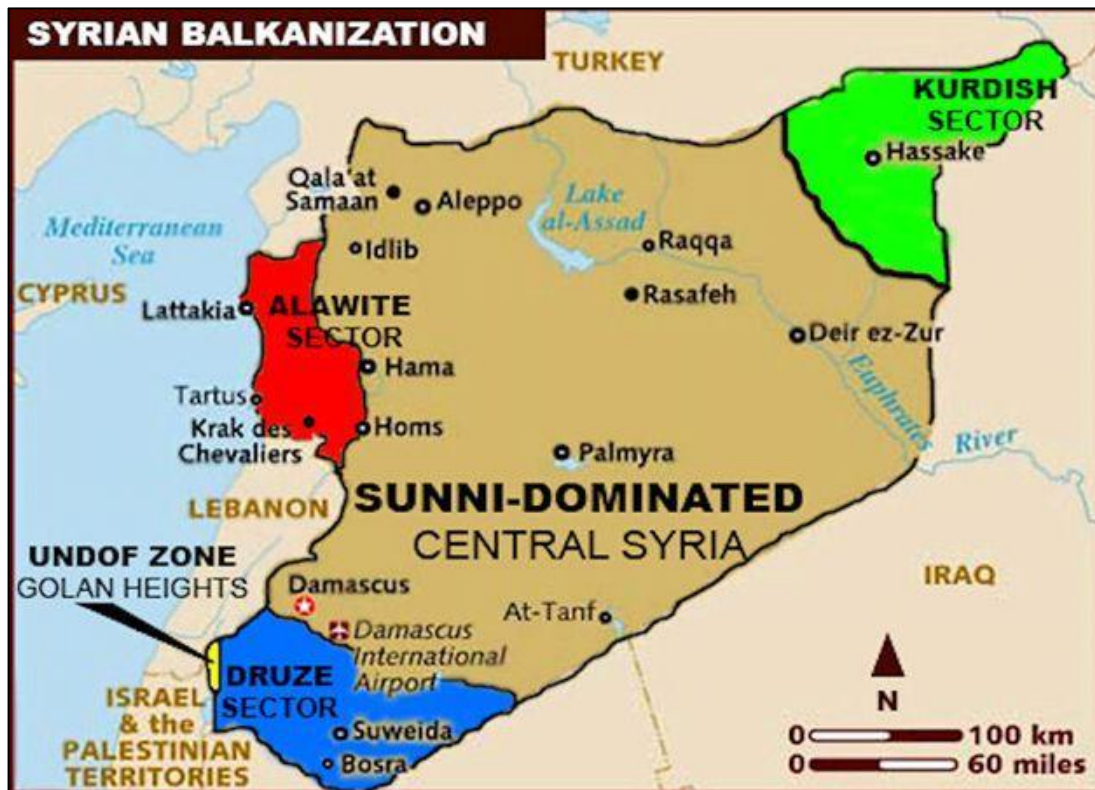 SYRIAN BALKANIZATION
TURKEY
KURDISH
SECTOR
Hassake
Qala'at
Samaan
Aleppo
Lake
al-Assad
Mediterranean
Sea
Idlib
Raqqa
CYPRUS
Lattakia
ALAWITE
SECTOR
Rasafeh
Deir ez-Zur
Hama
Tartus
Krak des
Chevaliers
Homs
Euphrates
River
Palmyra
LEBANON
SUNNI-DOMINATED
CENTRAL SYRIA
UNDOF ZONE
GOLAN HEIGHTS
Damascus
IRAQ
At-Tanf
Damascus
International
Airport
DRUZE
SECTOR
ISRAEL
& the
PALESTINIAN
TERRITORIES
Suweida
Bosra
N
0 100 km
0 60 miles